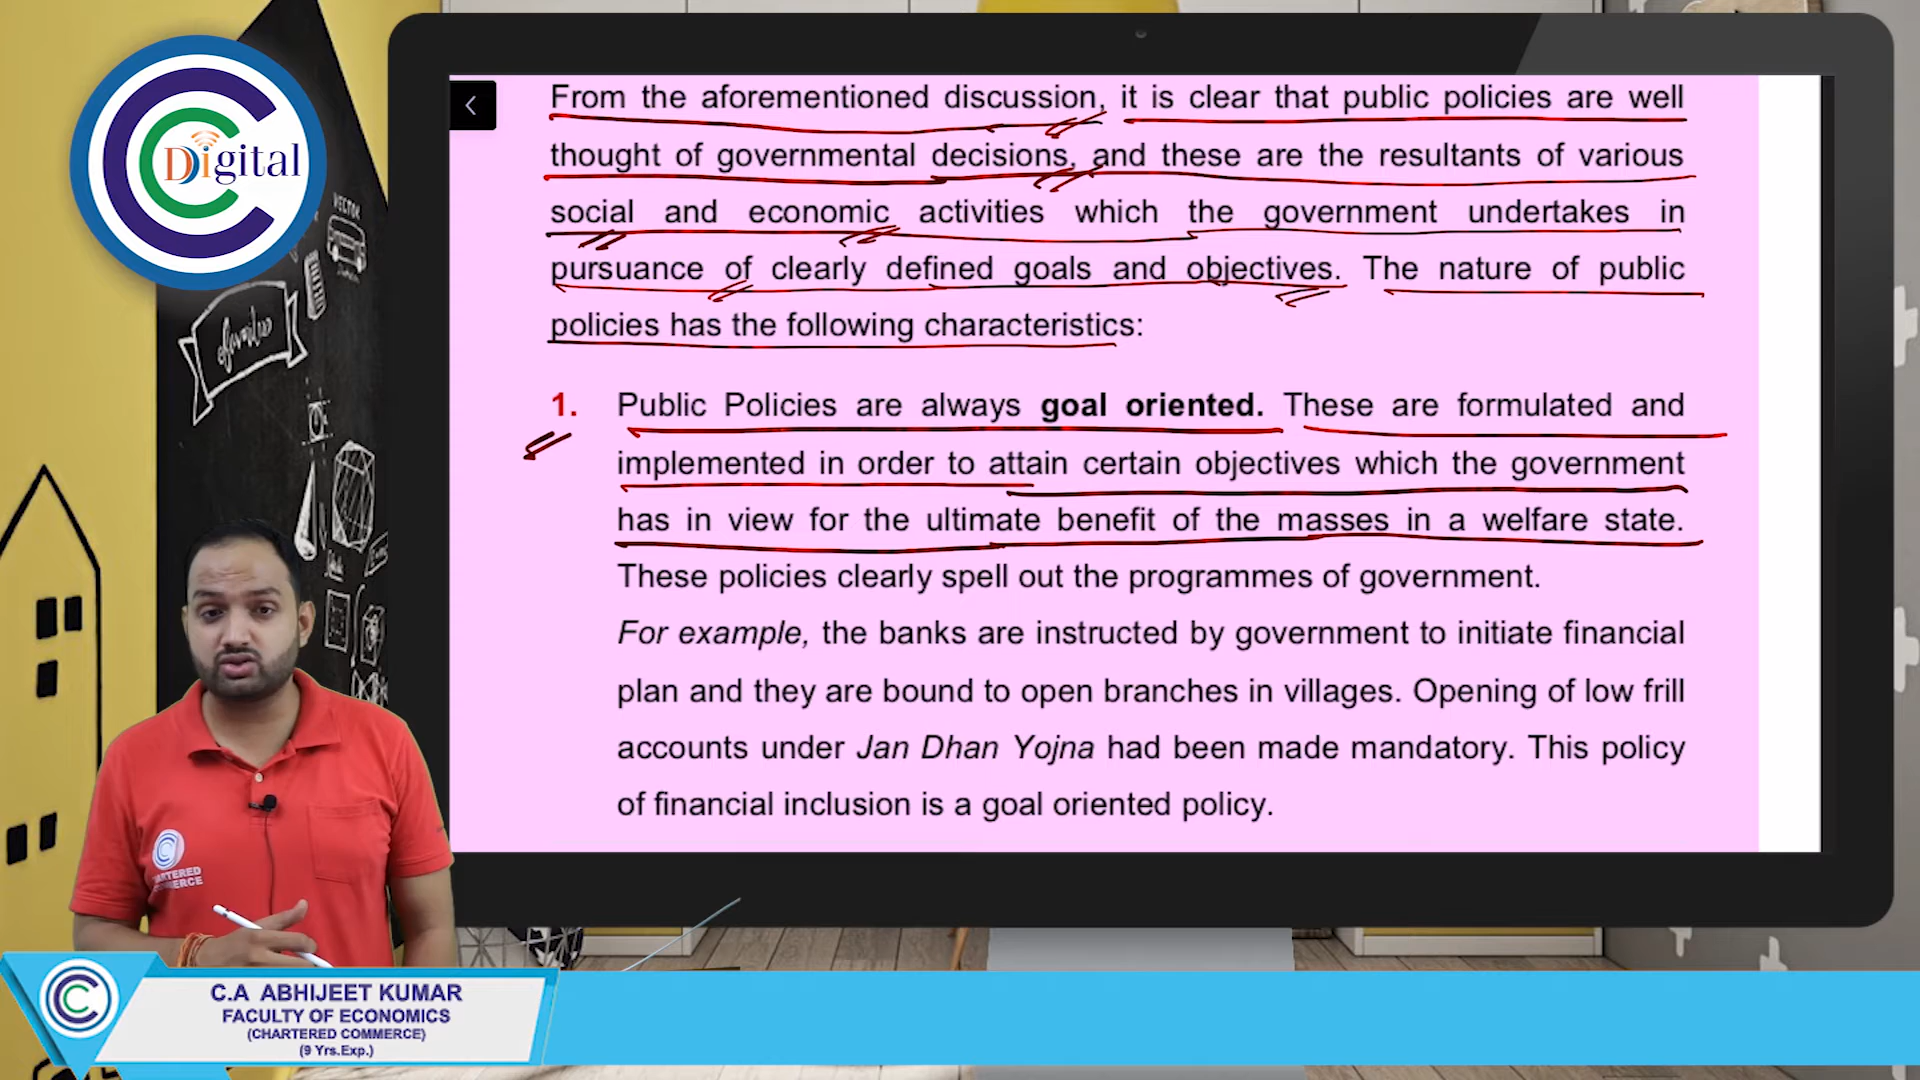 Digital
VECTOR
From the aforementioned discussion, it is clear that public policies are well
thought of governmental decisions, and these are the resultants of various
social and economic activities which the government undertakes in
pursuance of clearly defined goals and objectives. The nature of public
policies has the following characteristics:
1. Public Policies are always goal oriented. These are formulated and
implemented in order to attain certain objectives which the government
has in view for the ultimate benefit of the masses in a welfare state.
These policies clearly spell out the programmes of government.
For example, the banks are instructed by government to initiate financial
plan and they are bound to open branches in villages. Opening of low frill
accounts under Jan Dhan Yojna had been made mandatory. This policy
of financial inclusion is a goal oriented policy.
C.A ABHIJEET KUMAR
FACULTY OF ECONOMICS
(CHARTERED COMMERCE)
(9 Yrs.Exp.)